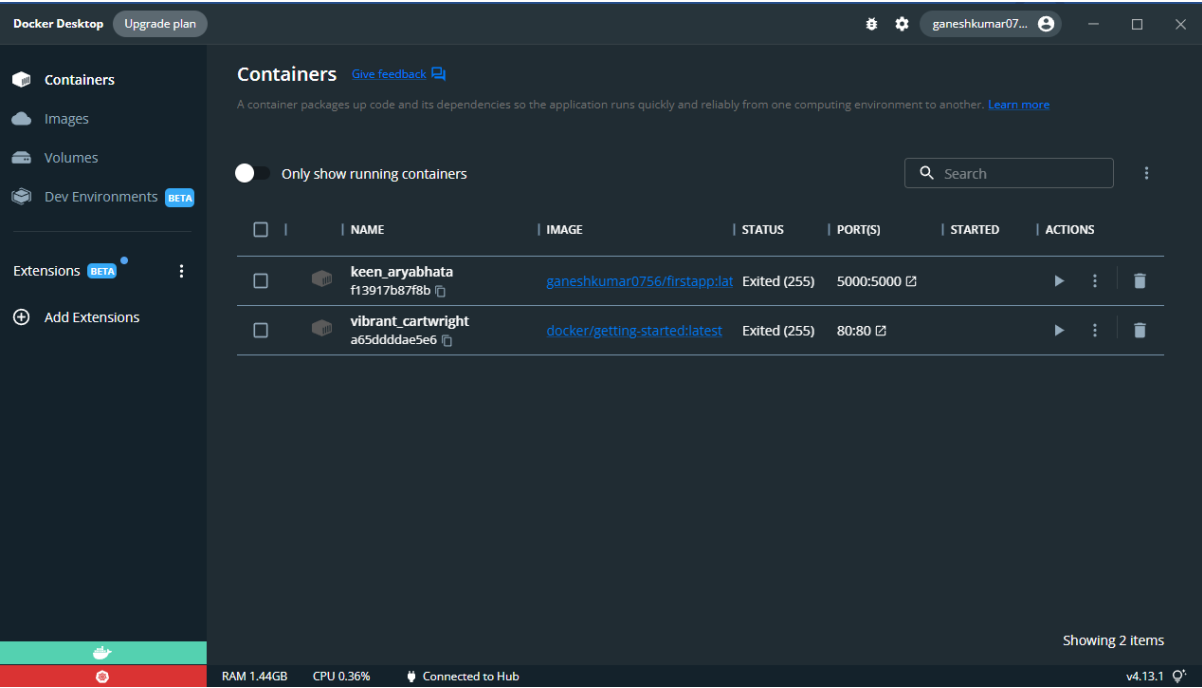 Docker Desktop Upgrade plan ganeshkumar07...
Containers
Images
Volumes
Dev Environments BETA
Extensions BETA
Add Extensions
Containers Give feedback
A container packages up code and its dependencies so the application runs quickly and reliably from one computing environment to another. Learn more
Only show running containers Search
NAME IMAGE STATUS PORT(S) STARTED ACTIONS
keen_aryabhata ganeshkumar0756/firstapp:lat Exited (255) 5000:5000
f13917b87f8b
vibrant_cartwright docker/getting-started:latest Exited (255) 80:80
a65ddddae5e6
Showing 2 items
RAM 1.44GB CPU 0.36% Connected to Hub v4.13.1